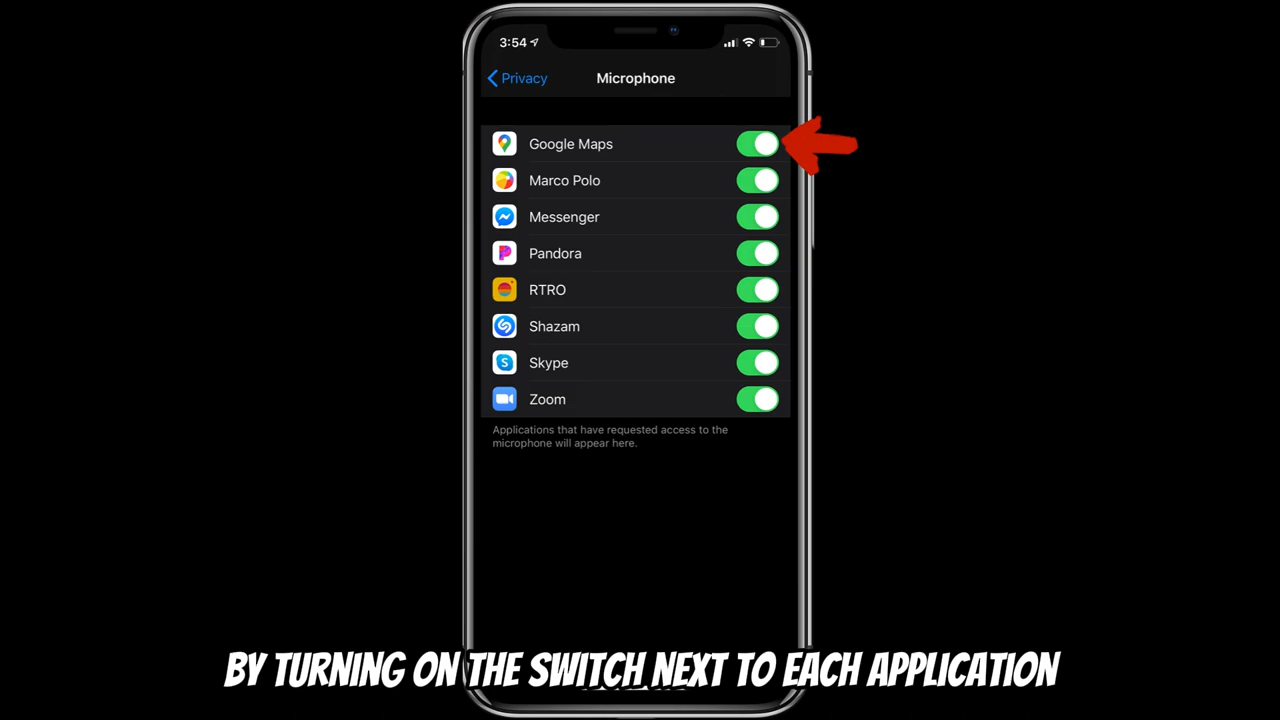 3:54
Privacy
Microphone
Google Maps
Marco Polo
Messenger
Pandora
RTRO
Shazam
Skype
Zoom
Applications that have requested access to the
microphone will appear here.
BY TURNING ON THE SWITCH NEXT TO EACH APPLICATION